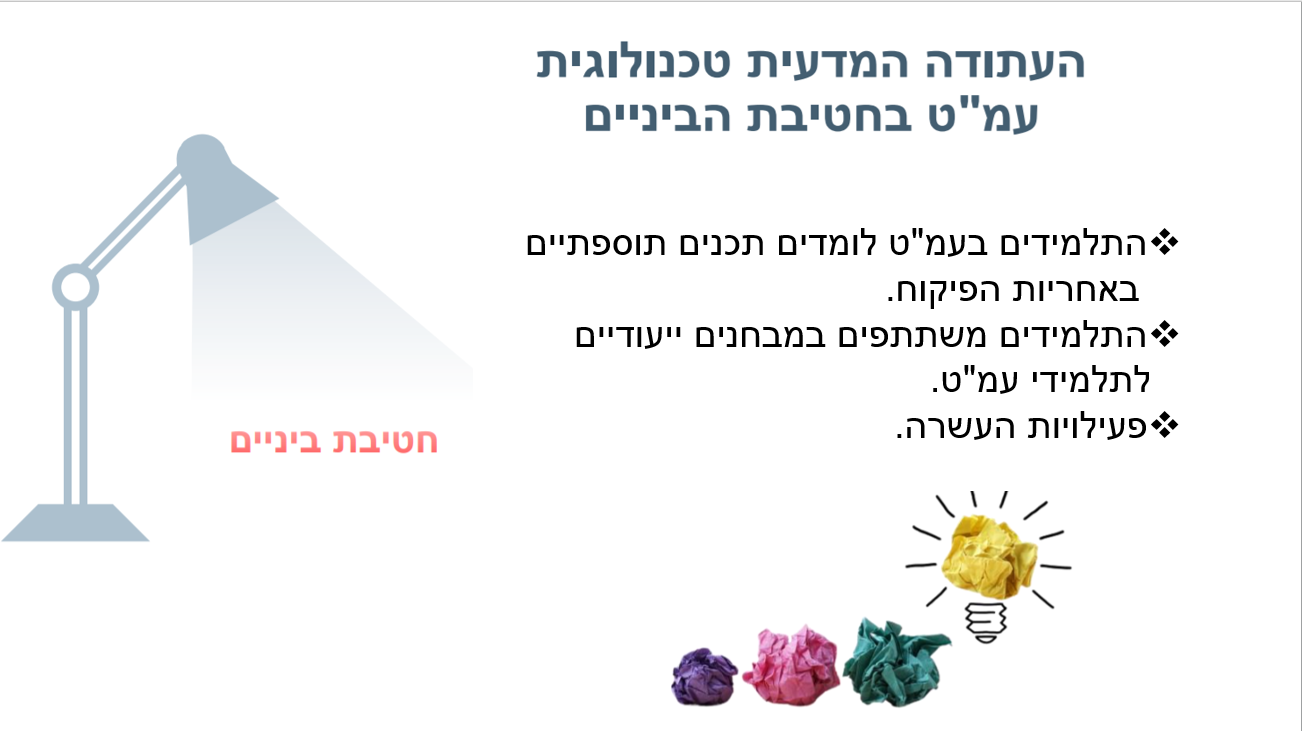 העתודה המדעית טכנולוגית
עמ"ט בחטיבת הביניים
❖התלמידים בעמ"ט לומדים תכנים תוספתיים
באחריות הפיקוח.
❖התלמידים משתתפים במבחנים ייעודיים
לתלמידי עמ"ט.
❖פעילויות העשרה.
חטיבת ביניים